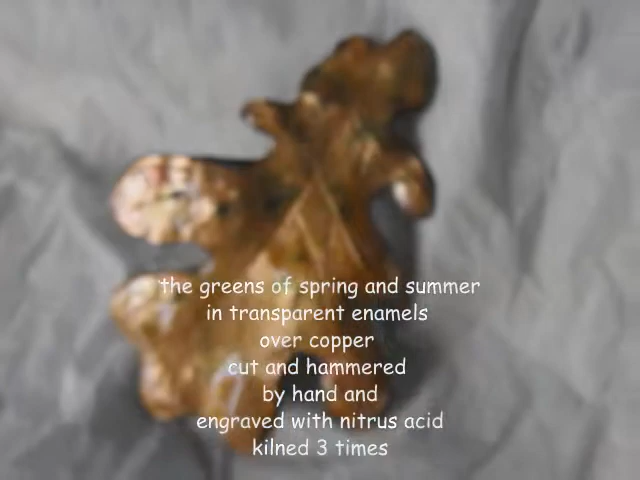 the greens of spring and summer
in transparent enamels
over copper
cut and hammered
by hand and
engraved with nitrus acid
kilned 3 times